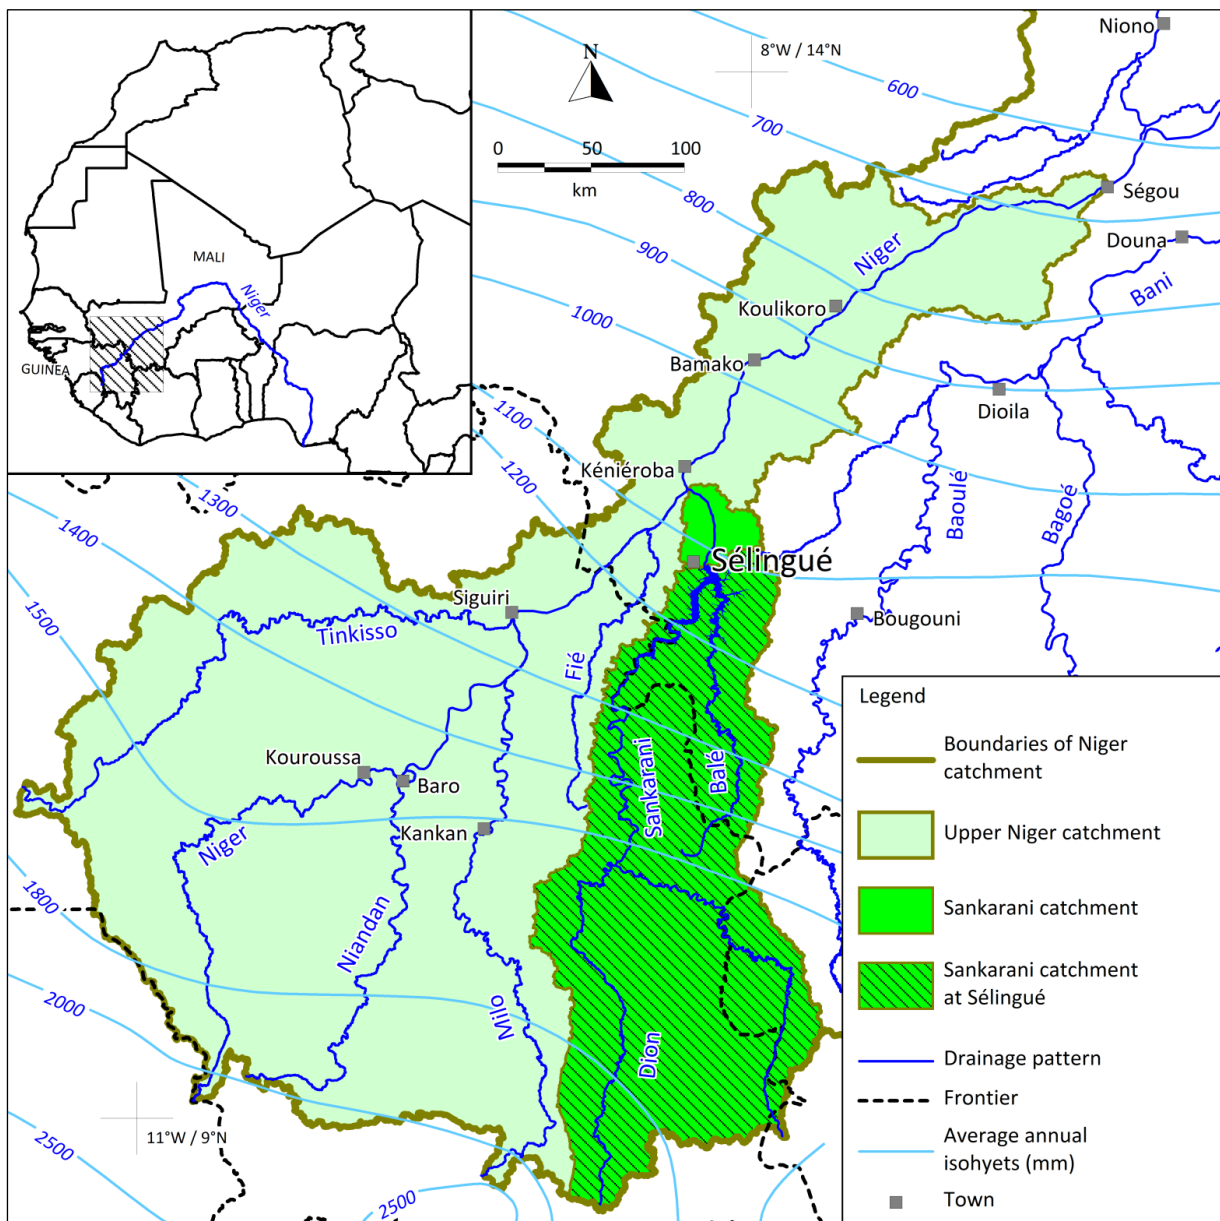 MALI
Niger
GUINEA
N
0 50 100
km
8°W / 14°N
Niono
600
700
800
900
1000
1100
1200
1300
1400
1500
1800
2000
2500
2500
Ségou
Douna
Niger
Bani
Koulikoro
Bamako
Dioila
Kéniéroba
Baoulé
Bagoé
Sélingué
Siguiri
Bougouni
Tinkisso
Fié
Kouroussa
Baro
Sankarani
Balé
Kankan
Niger
Niandan
Milo
Dion
11°W / 9°N
Legend
Boundaries of Niger
catchment
Upper Niger catchment
Sankarani catchment
Sankarani catchment
at Sélingué
Drainage pattern
Frontier
Average annual
isohyets (mm)
Town